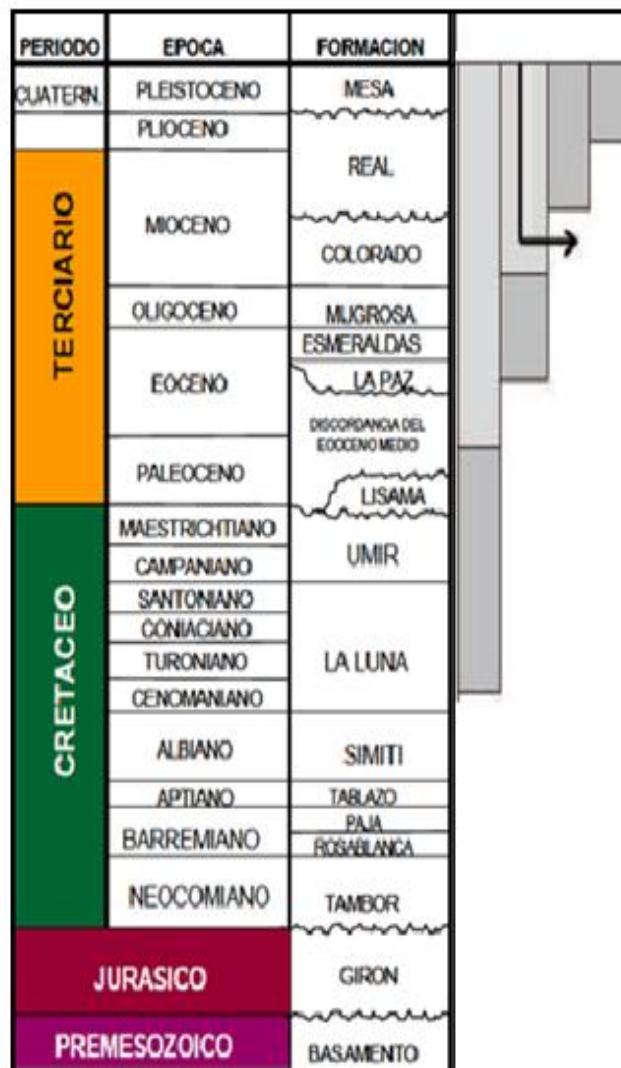 PERIODO EPOCA FORMACION
CUATERN. PLEISTOCENO MESA
PLIOCENO
REAL
TERCIARIO
MIOCENO
COLORADO
OLIGOCENO MUGROSA
ESMERALDAS
EOCENO LA PAZ
DISCORDANCIA DEL
EOOCENO MEDIO
PALEOCENO
LISAMA
CRETACEO
MAESTRICHTIANO
UMIR
CAMPANIANO
SANTONIANO
CONIACIANO
TURONIANO LA LUNA
CENOMANIANO
ALBIANO SIMITI
APTIANO TABLAZO
PAJA
BARREMIANO
ROSABLANCA
NEOCOMIANO TAMBOR
JURASICO GIRON
PREMESOZOICO BASAMENTO